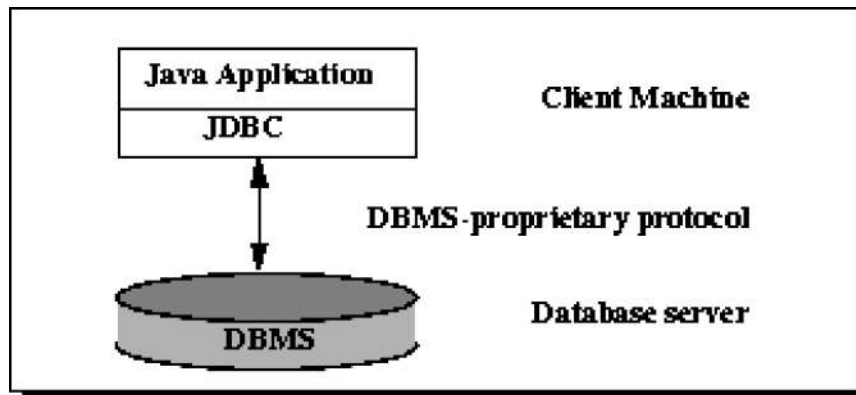 Java Application
Client Machine
JDBC
DBMS-proprietary protocol
Database server
DBMS